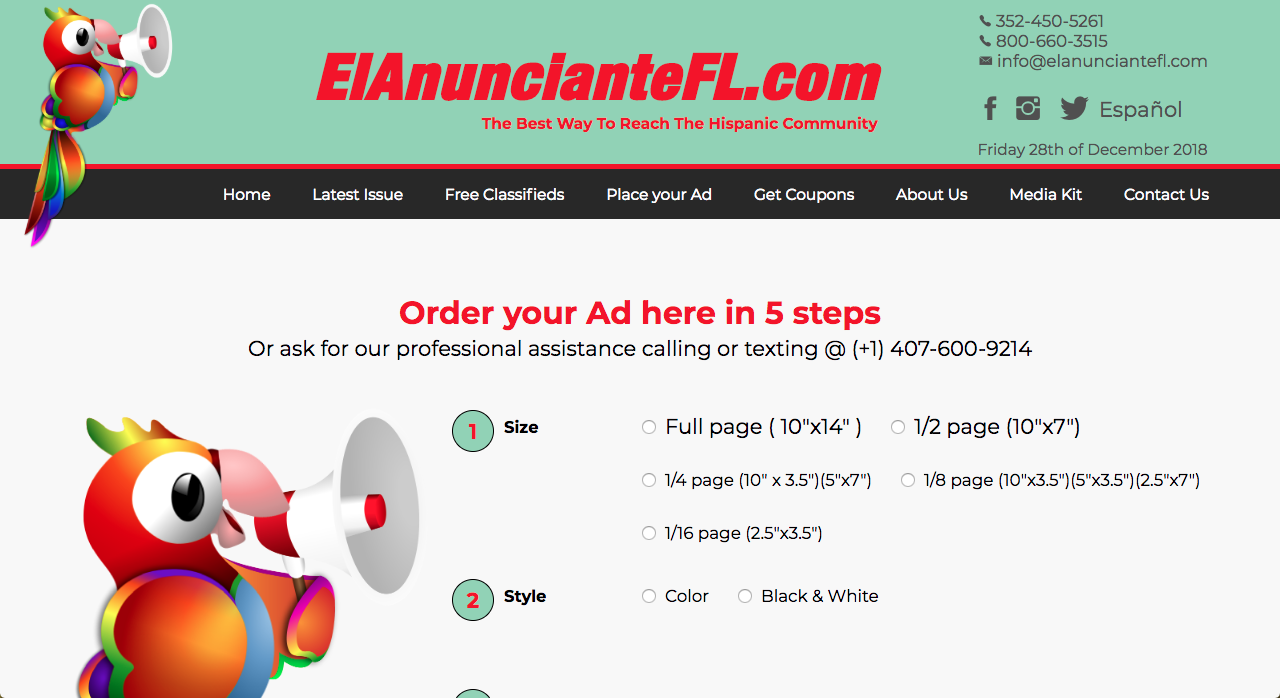 352-450-5261
800-660-3515
info@elanunciantefl.com
ElAnuncianteFL.com
The Best Way To Reach The Hispanic Community
Español
Friday 28th of December 2018
Home Latest Issue Free Classifieds Place your Ad Get Coupons About Us Media Kit Contact Us
Order your Ad here in 5 steps
Or ask for our professional assistance calling or texting @ (+1) 407-600-9214
1 Size Full page ( 10"x14" ) 1/2 page (10"x7")
1/4 page (10" x 3.5")(5"x7") 1/8 page (10"x3.5")(5"x3.5")(2.5"x7")
1/16 page (2.5"x3.5")
2 Style Color Black & White